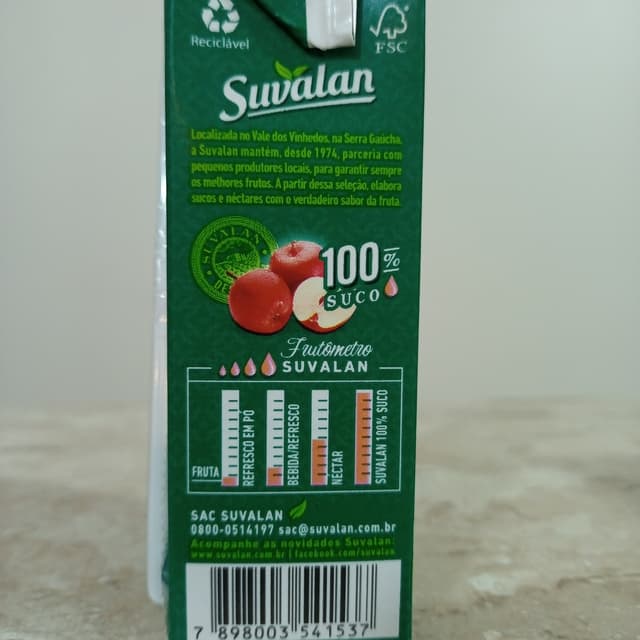 Reciclável
FSC
Suvalan
Localizada no Vale dos Vinhedos, na Serra Gaúcha,
a Suvalan mantém, desde 1974, parceria com
pequenos produtores locais, para garantir sempre
os melhores frutos. A partir dessa seleção, elabora
sucos e néctares com o verdadeiro sabor da fruta.
SUVALAN
100%
SUCO
Frutômetro
SUVALAN
FRUTA
REFRESCO EM PÓ
BEBIDA/REFRESCO
NÉCTAR
SUVALAN 100% SUCO
SAC SUVALAN
0800-0514197 sac@suvalan.com.br
Acompanhe as novidades Suvalan:
www.suvalan.com.br | facebook.com/suvalan
7 898003 541537